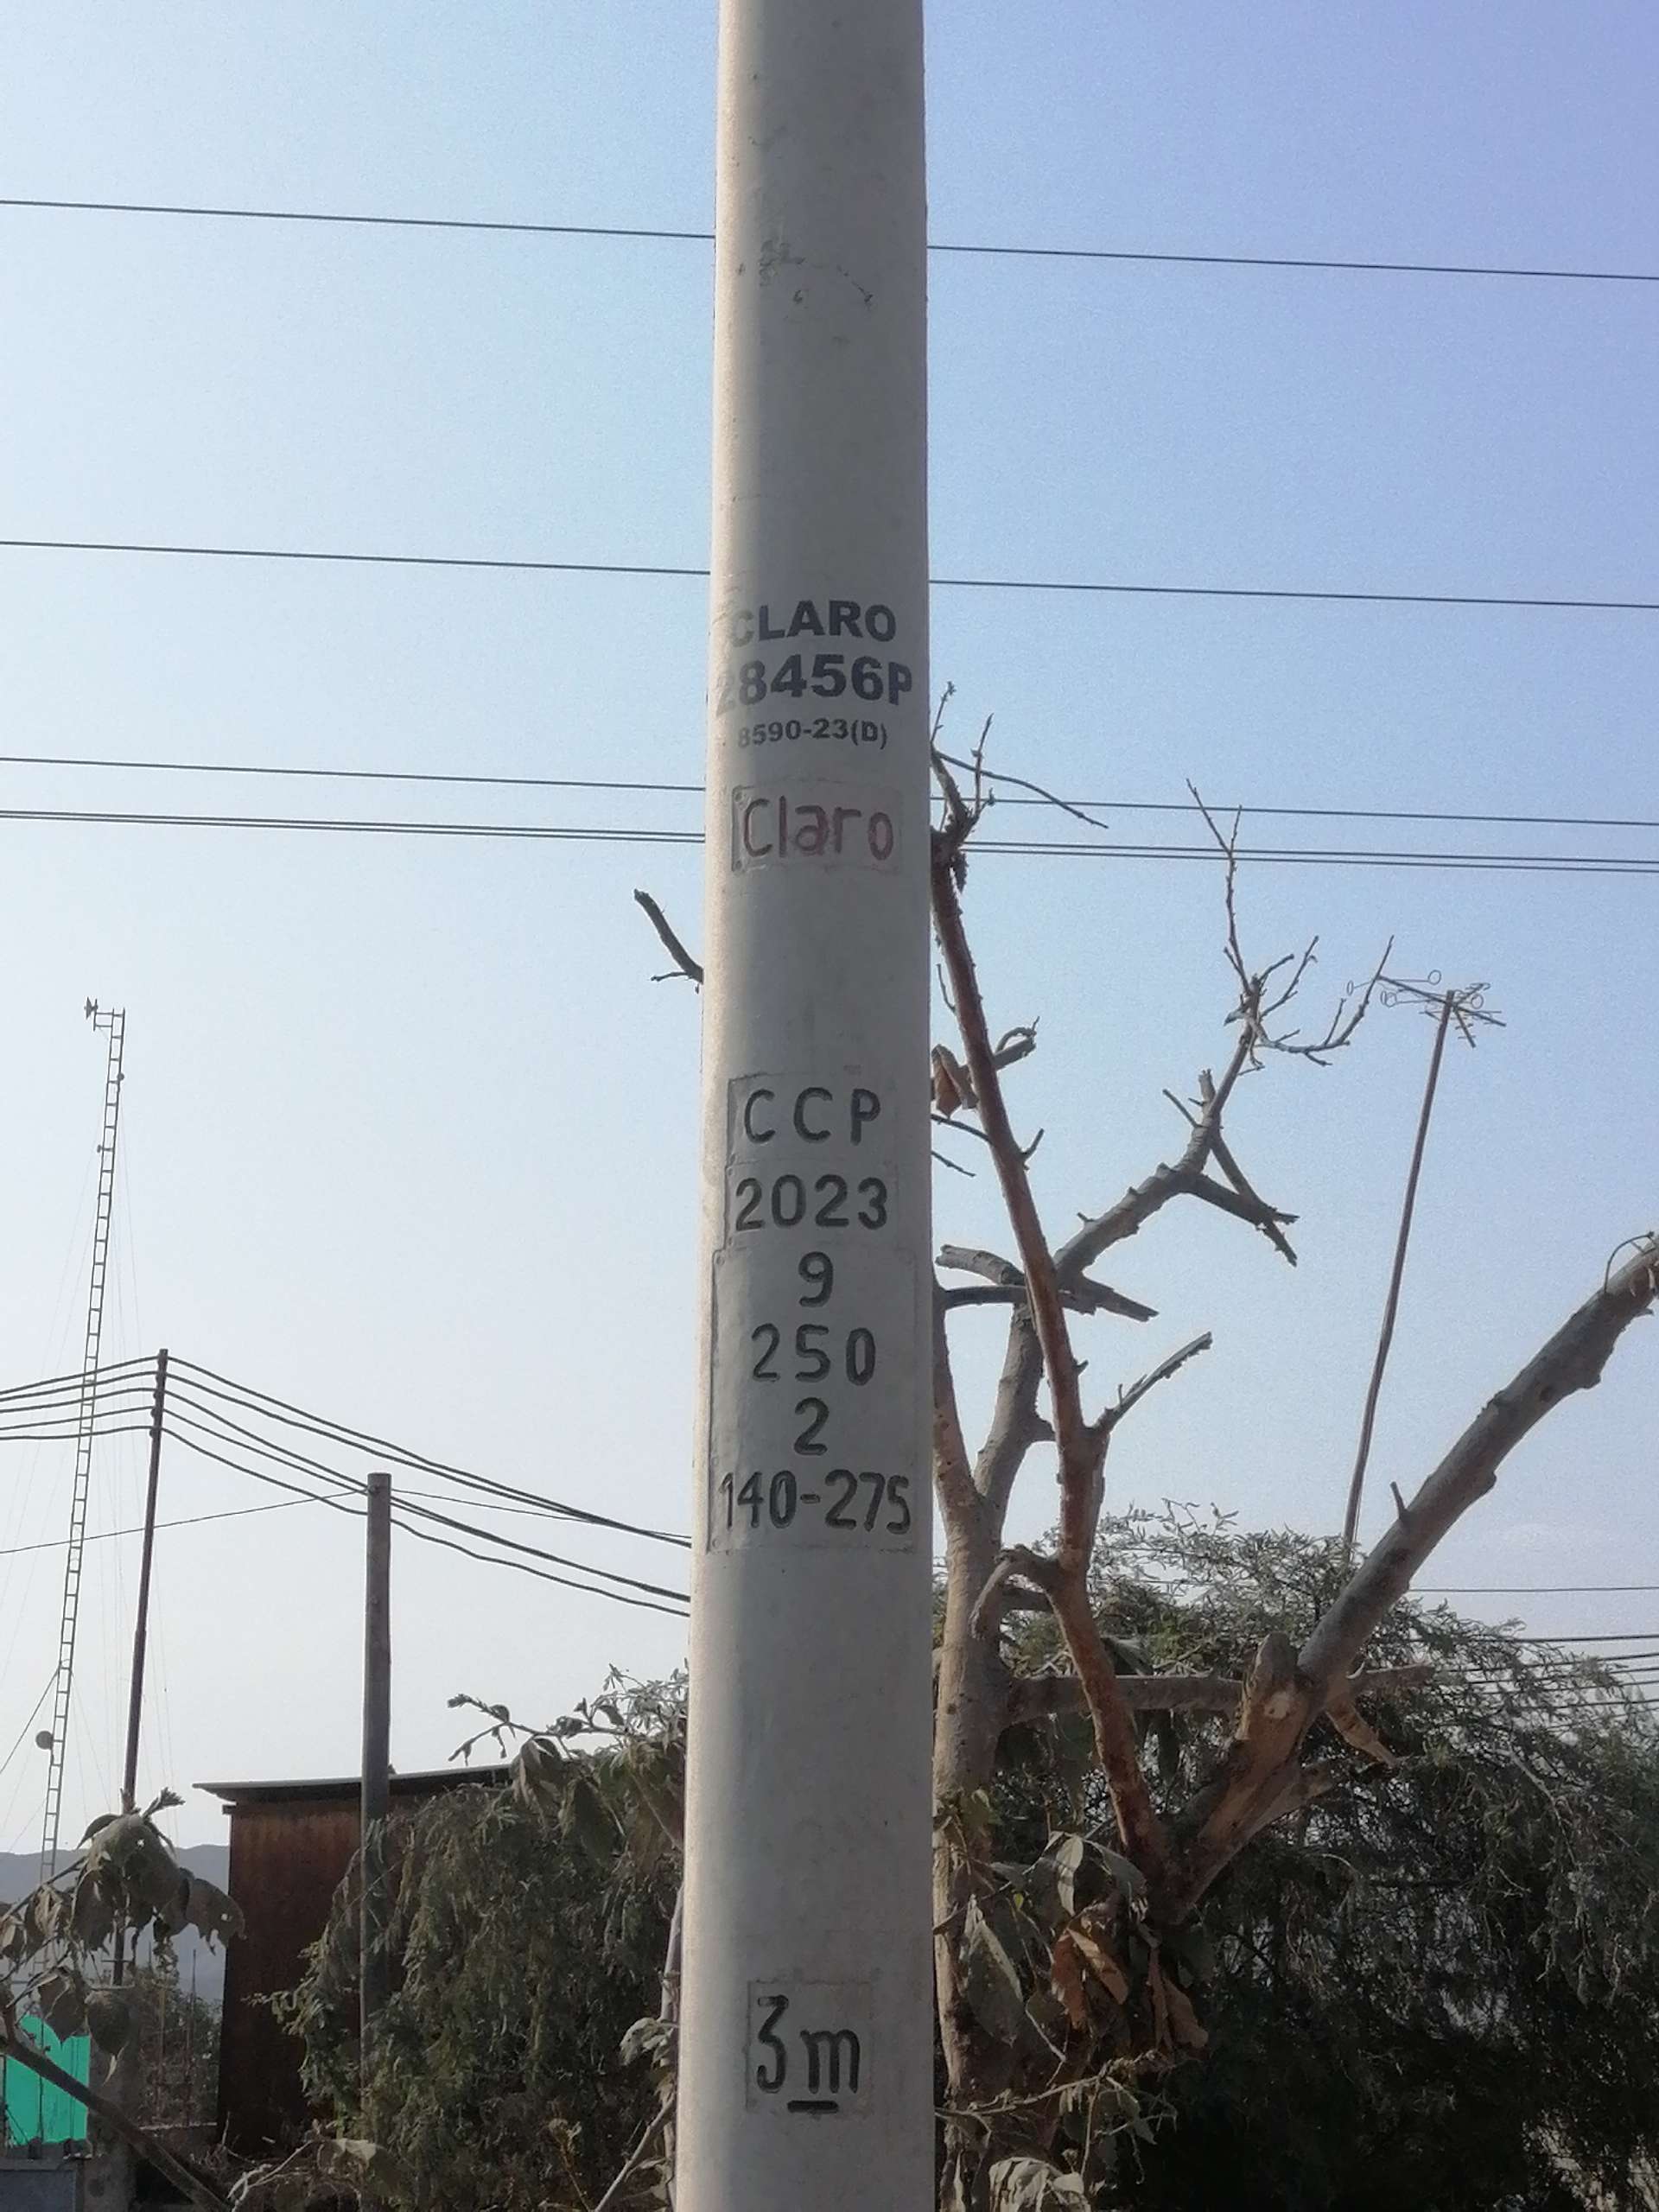 CLARO
28456P
8590-23(D)
Claro
CCP
2023
9
250
2
140-275
3m